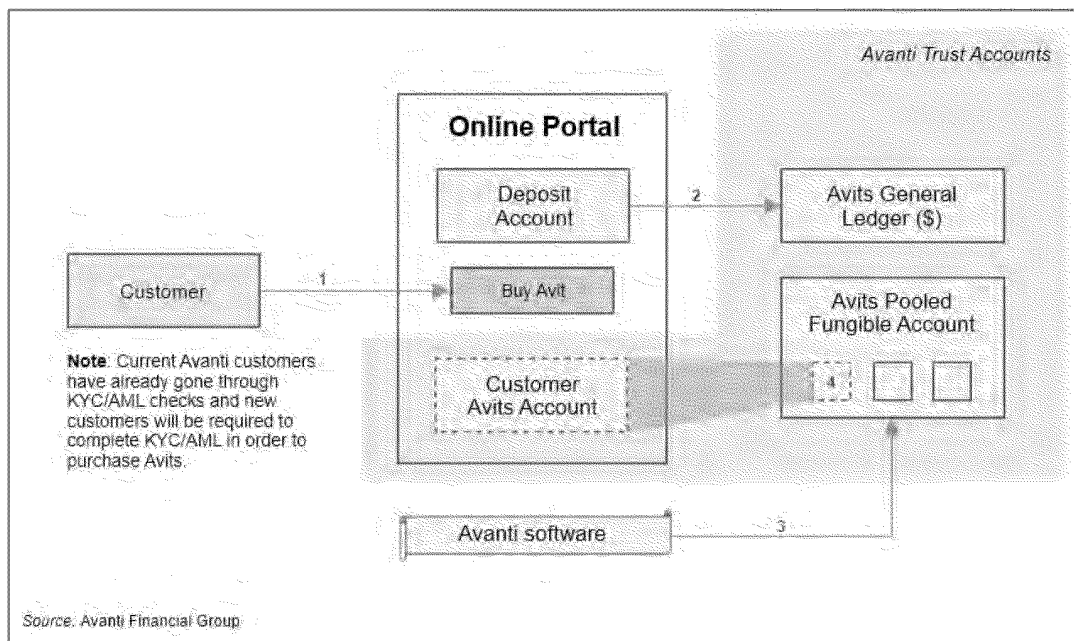 Avanti Trust Accounts
Online Portal
Deposit
Account
2
Avits General
Ledger ($)
Customer
1
Buy Avit
Avits Pooled
Fungible Account
Customer
Avits Account
4
Note: Current Avanti customers
have already gone through
KYC/AML checks and new
customers will be required to
complete KYC/AML in order to
purchase Avits.
Avanti software
3
Source: Avanti Financial Group